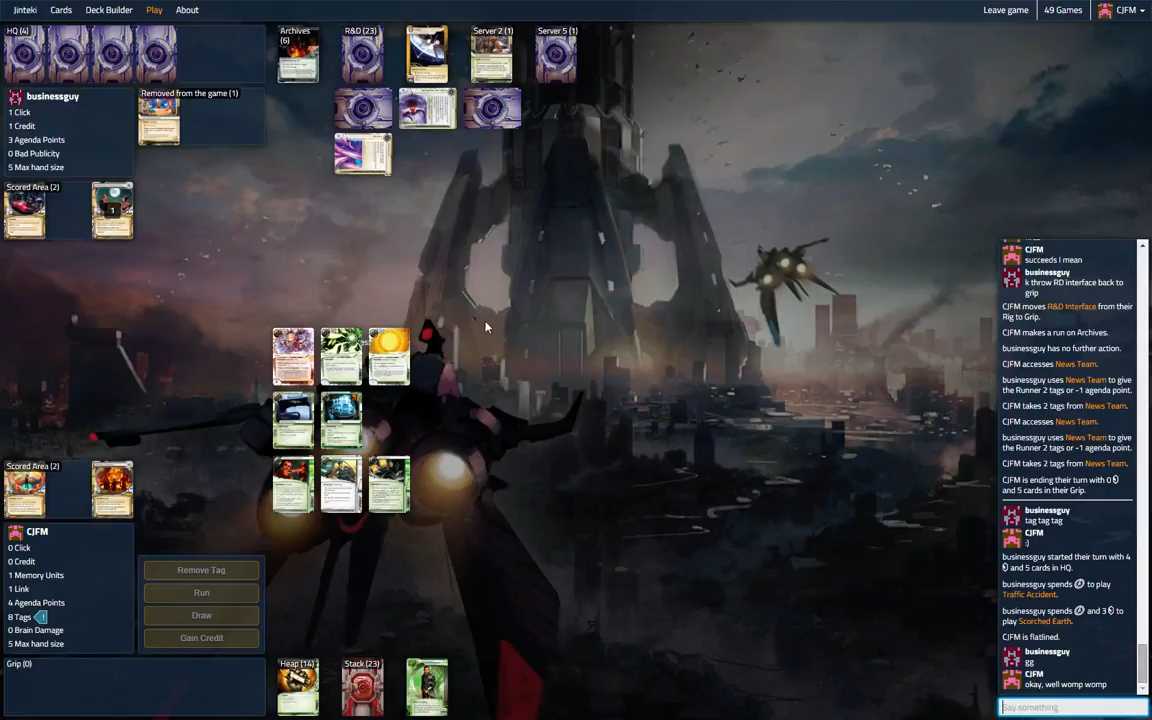 Jinteki Cards Deck Builder Play About
Leave game 49 Games CJFM
HQ (4)
Archives (6)
R&D (23)
Server 2 (1)
Server 5 (1)
businessguy
1 Click
1 Credit
3 Agenda Points
0 Bad Publicity
5 Max hand size
Removed from the game (1)
Scored Area (2)
1
Scored Area (2)
CJFM
0 Click
0 Credit
1 Memory Units
1 Link
4 Agenda Points
8 Tags !
0 Brain Damage
5 Max hand size
Remove Tag
Run
Draw
Gain Credit
Grip (0)
Heap (14)
Stack (23)
CJFM
succeeds I mean
businessguy
k throw RD interface back to
grip
CJFM moves R&D Interface from their
Rig to Grip.
CJFM makes a run on Archives.
businessguy has no further action.
CJFM accesses News Team.
businessguy uses News Team to give
the Runner 2 tags or -1 agenda point.
CJFM takes 2 tags from News Team.
CJFM accesses News Team.
businessguy uses News Team to give
the Runner 2 tags or -1 agenda point.
CJFM takes 2 tags from News Team.
CJFM is ending their turn with 0
and 5 cards in their Grip.
businessguy
tag tag tag
CJFM
:)
businessguy started their turn with 4
and 5 cards in HQ.
businessguy spends to play
Traffic Accident.
businessguy spends and 3 to
play Scorched Earth.
CJFM is flatlined.
businessguy
gg
CJFM
okay, well womp womp
Say something